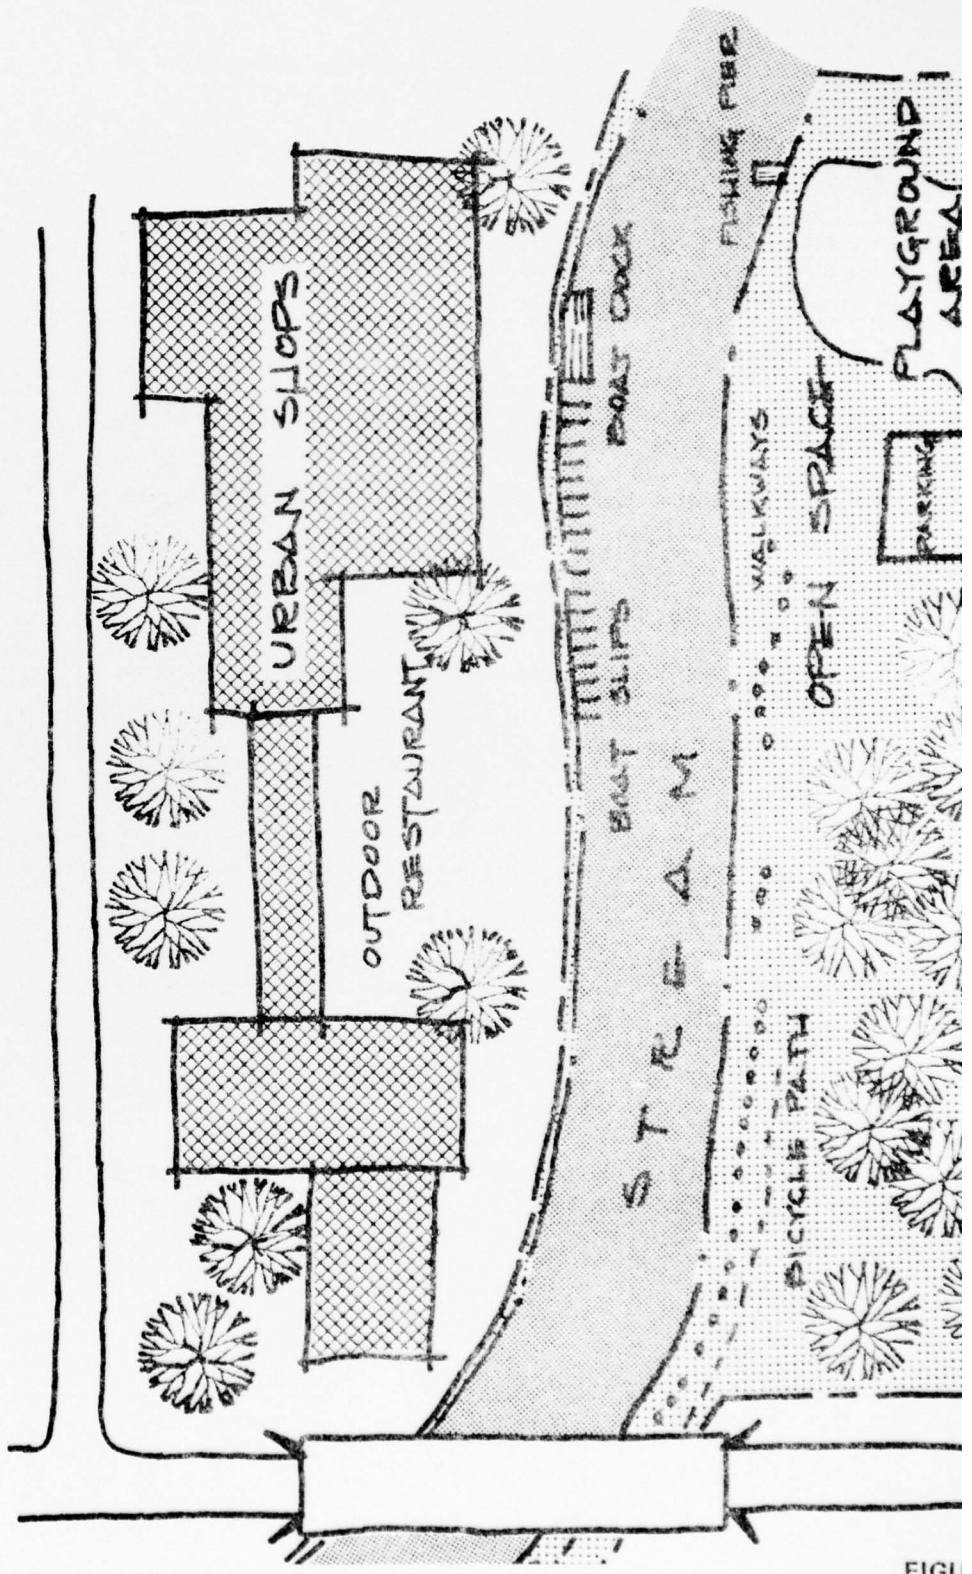 URBAN SHOPS
OUTDOOR
RESTAURANT
BOAT SLIPS
BOAT DOCK
STREAM
FISHING PIER
WALKWAYS
BICYCLE PATH
OPEN SPACE
PARKING
PLAYGROUND
AREA